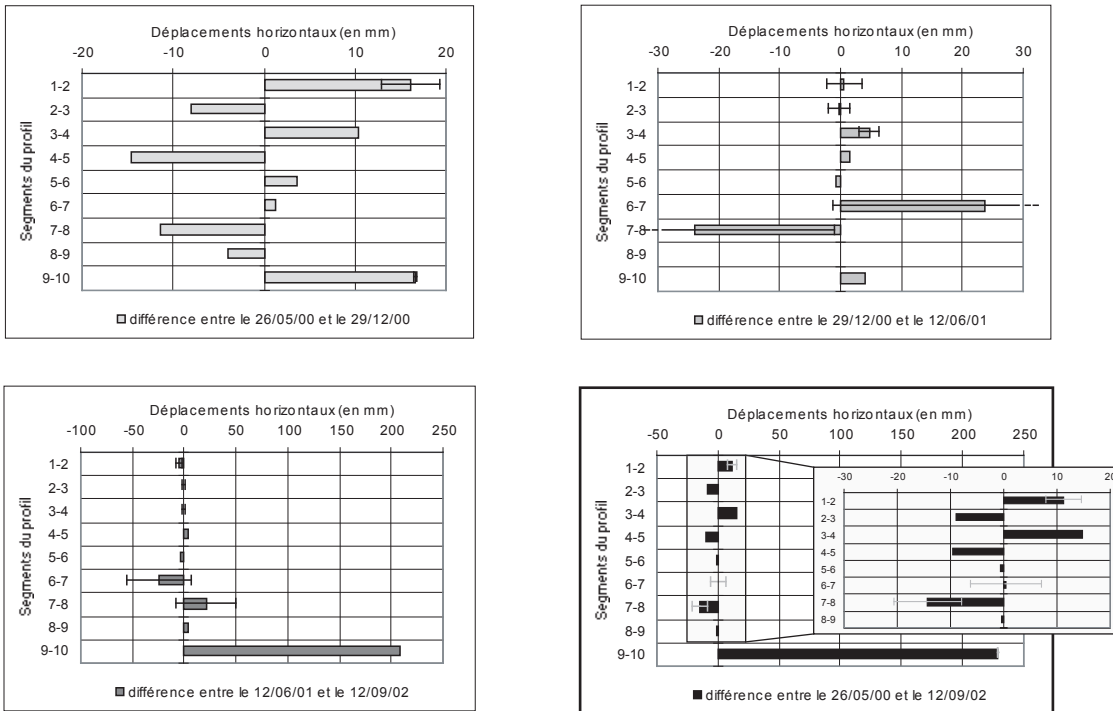 Déplacements horizontaux (en mm)
-20 -10 0 10 20
Segments du profil
1-2
2-3
3-4
4-5
5-6
6-7
7-8
8-9
9-10
différence entre le 26/05/00 et le 29/12/00
Déplacements horizontaux (en mm)
-30 -20 -10 0 10 20 30
Segments du profil
1-2
2-3
3-4
4-5
5-6
6-7
7-8
8-9
9-10
différence entre le 29/12/00 et le 12/06/01
Déplacements horizontaux (en mm)
-100 -50 0 50 100 150 200 250
Segments du profil
1-2
2-3
3-4
4-5
5-6
6-7
7-8
8-9
9-10
différence entre le 12/06/01 et le 12/09/02
Déplacements horizontaux (en mm)
-50 0 50 100 150 200 250
Segments du profil
1-2
2-3
3-4
4-5
5-6
6-7
7-8
8-9
9-10
-30 -20 -10 0 10 20
1-2
2-3
3-4
4-5
5-6
6-7
7-8
8-9
différence entre le 26/05/00 et le 12/09/02